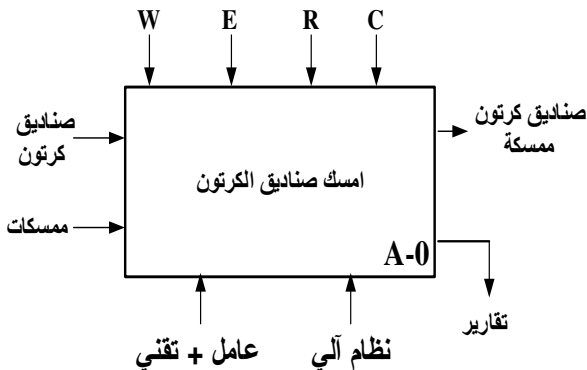 W E R C
صناديق
كرتون
ممسكات
امسك صناديق الكرتون
A-0
صناديق كرتون
ممسكة
تقارير
عامل + تقني
نظام آلي